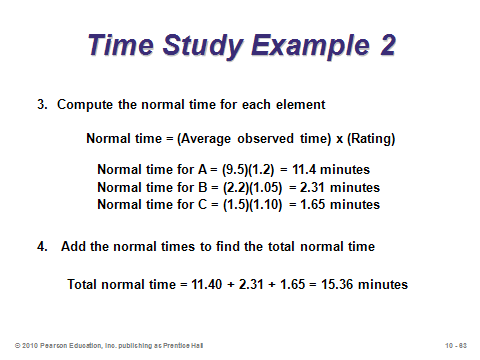 Time Study Example 2
3. Compute the normal time for each element
Normal time = (Average observed time) x (Rating)
Normal time for A = (9.5)(1.2) = 11.4 minutes
Normal time for B = (2.2)(1.05) = 2.31 minutes
Normal time for C = (1.5)(1.10) = 1.65 minutes
4. Add the normal times to find the total normal time
Total normal time = 11.40 + 2.31 + 1.65 = 15.36 minutes
© 2010 Pearson Education, Inc. publishing as Prentice Hall
10 - 63